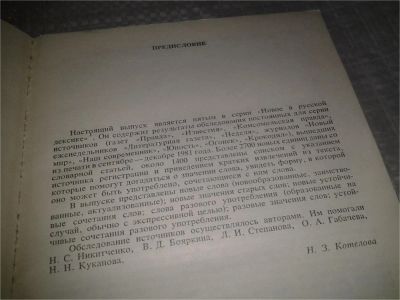 ПРЕДИСЛОВИЕ
Настоящий выпуск является пятым в серии «Новое в русской
лексике». Он содержит результаты обследования постоянных для серии
источников (газет «Правда», «Известия», «Комсомольская правда»,
еженедельников «Литературная газета», «Неделя», журналов «Новый
мир», «Наш современник», «Юность», «Огонек», «Крокодил»), вышедших
из печати в сентябре — декабре 1981 года. Более 2700 новых единиц имеют
словарной статьей, около 1400 представлены списком с указанием
источника регистрации и приведением кратких извлечений из текста,
которые помогут догадаться о значении слова, увидеть форму, в которой
оно может быть употреблено, сочетающиеся с ним слова.
В выпуске представлены: новые слова (новообразованные, заимство-
ванные, актуализованные); новые значения старых слов; новые устойчи-
вые сочетания слов; слова разового употребления (образованные на
случай, обычно с экспрессивной целью); разовые значения слов; устой-
чивые сочетания разового употребления.
Обследование источников осуществлялось авторами. Им помогали
Н. С. Никитченко, В. Д. Бояркина, Л. И. Степанова, О. А. Габачева,
Н. Н. Куканова.
Н. З. Котелова